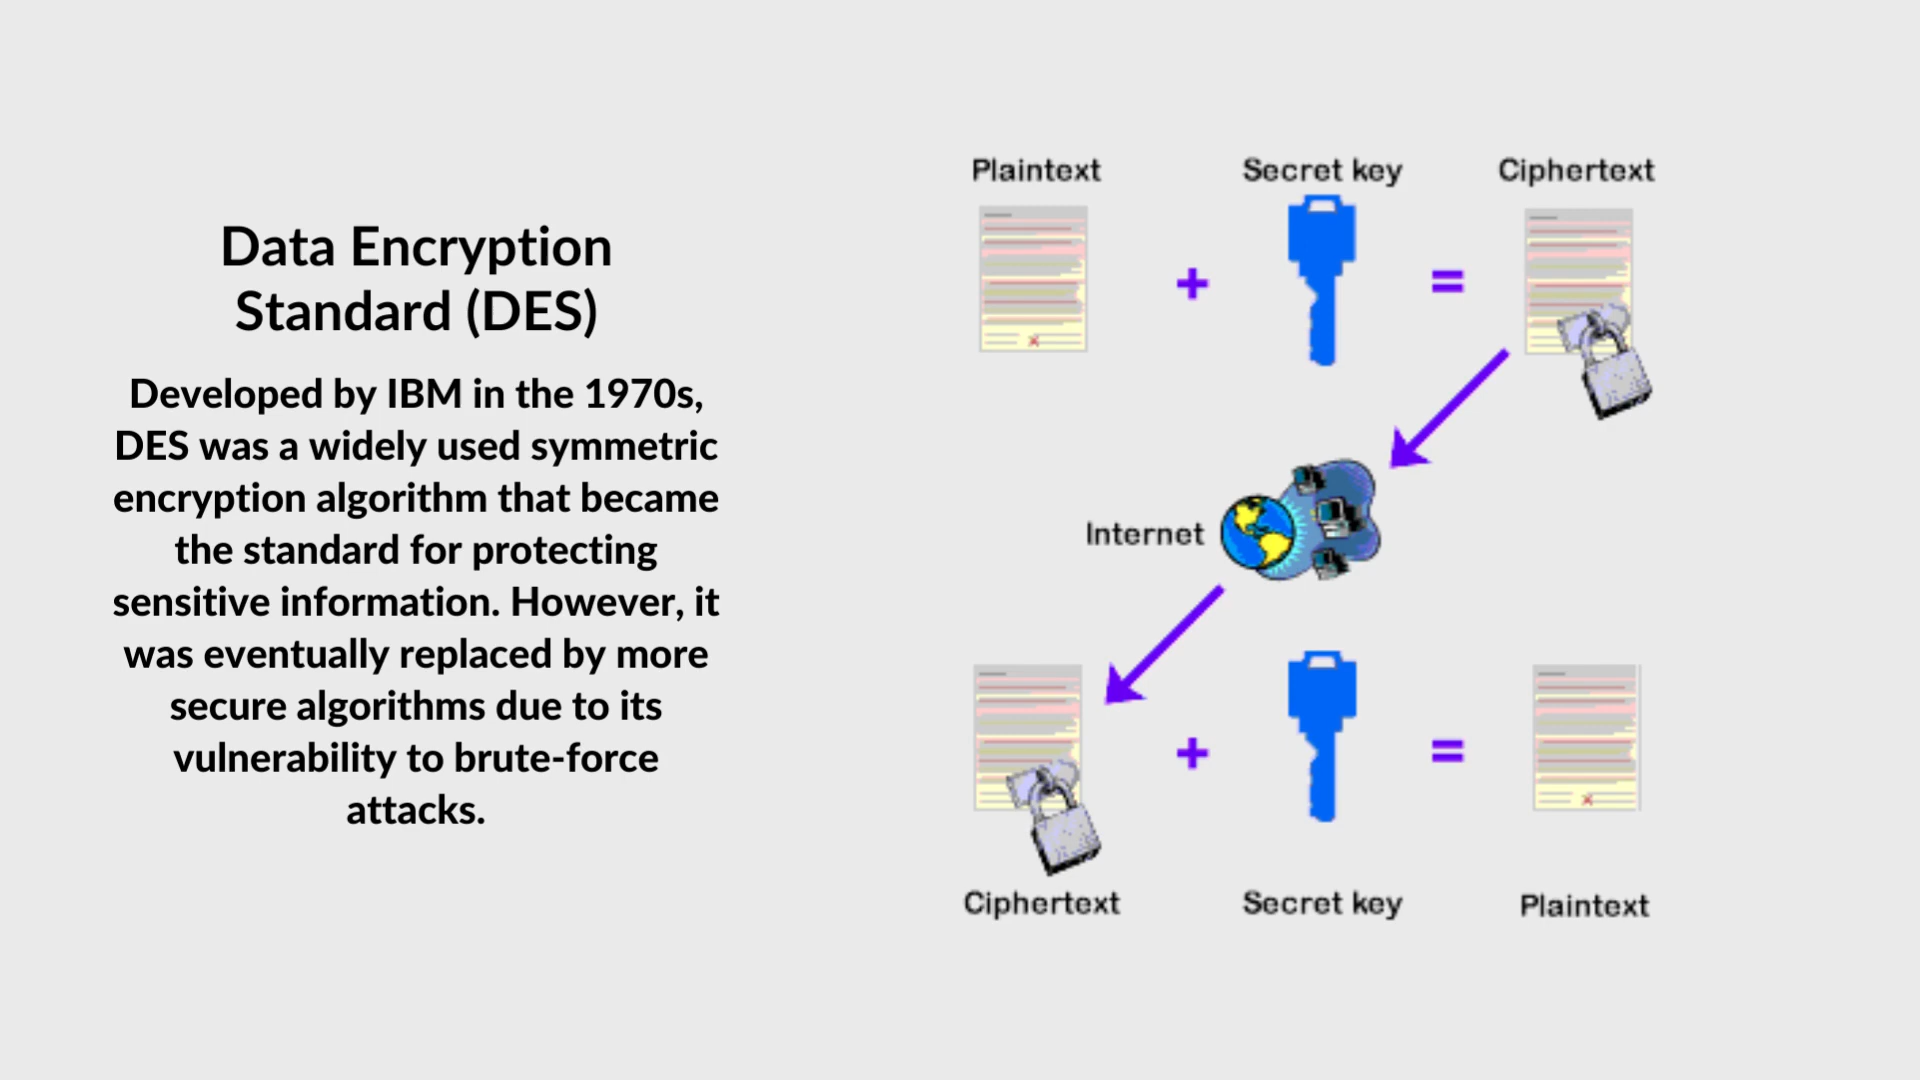 Data Encryption
Standard (DES)
Developed by IBM in the 1970s,
DES was a widely used symmetric
encryption algorithm that became
the standard for protecting
sensitive information. However, it
was eventually replaced by more
secure algorithms due to its
vulnerability to brute-force
attacks.
Plaintext
Secret key
Ciphertext
+
=
Internet
+
=
Ciphertext
Secret key
Plaintext